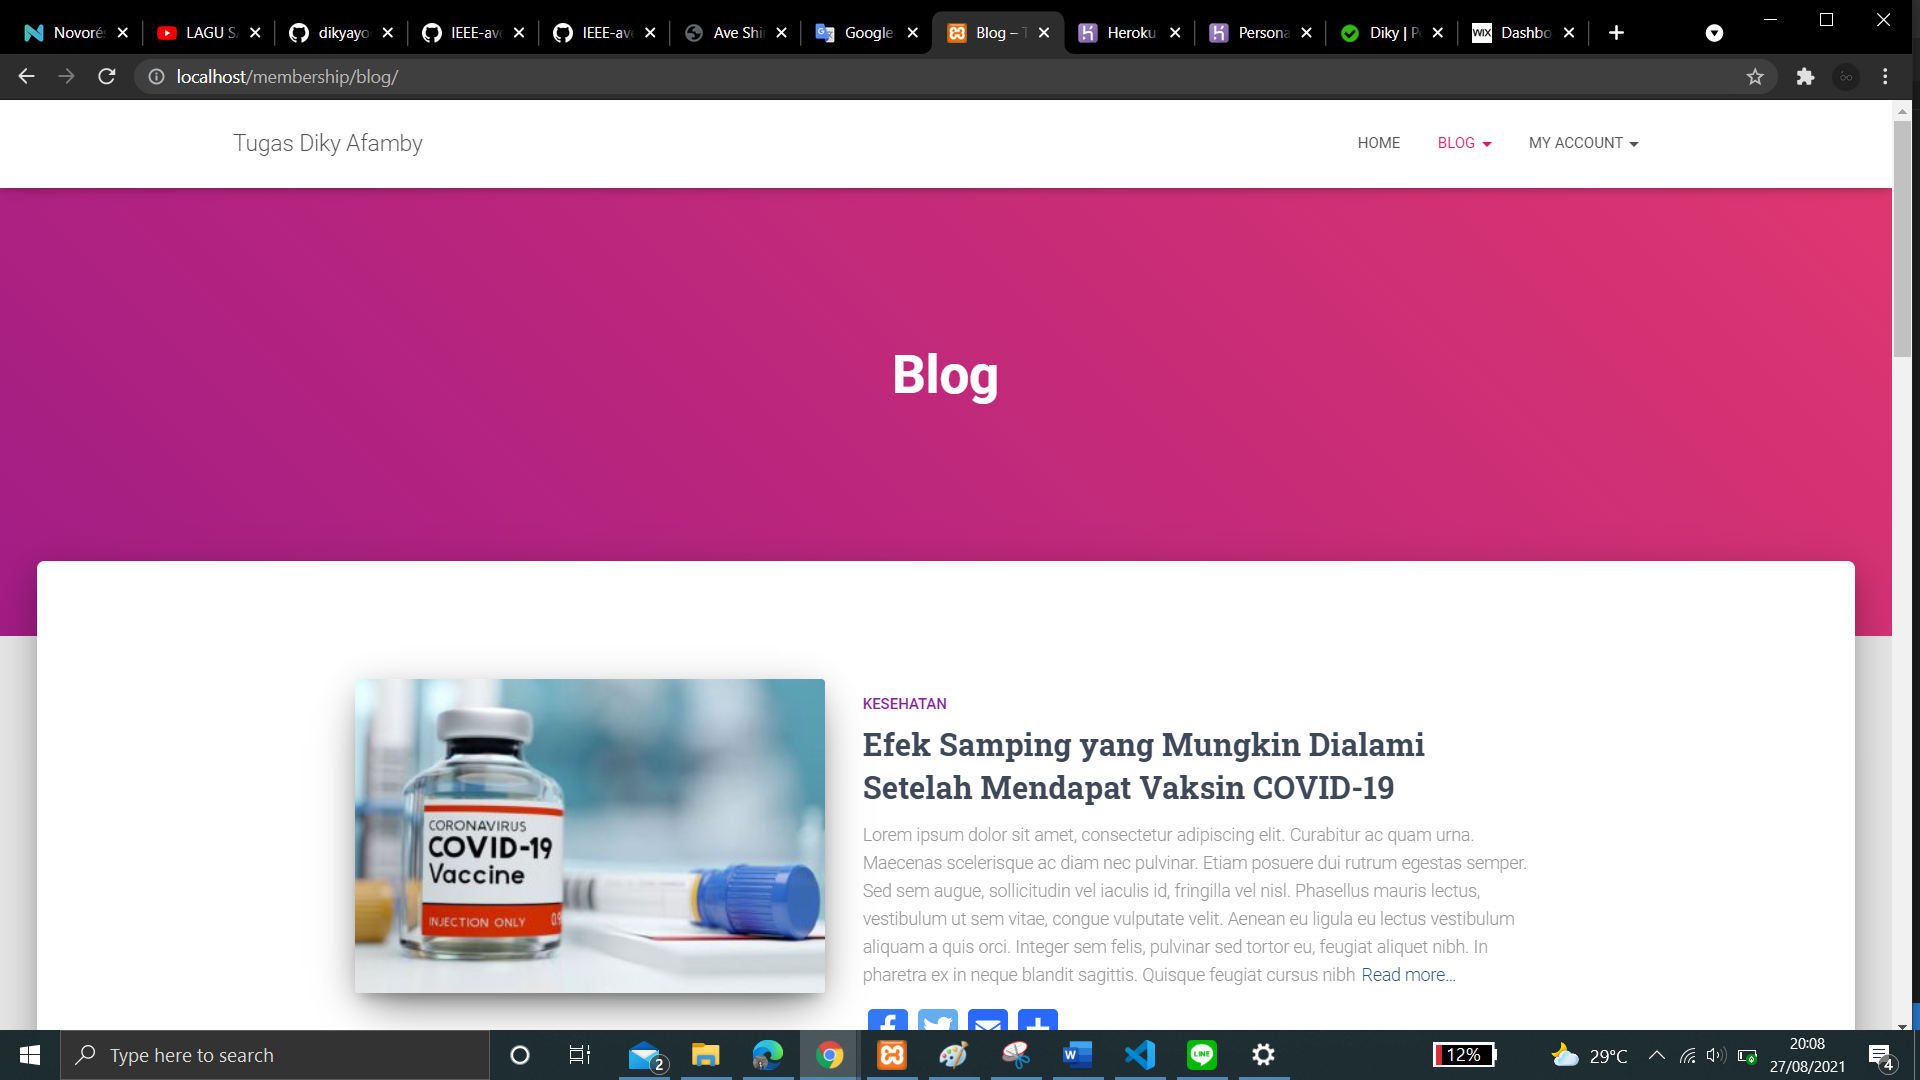 Novoré
LAGU S
dikyayo
IEEE-ave
IEEE-ave
Ave Shi
Google
Blog – T
Heroku
Persona
Diky | P
Dashbo
localhost/membership/blog/
Tugas Diky Afamby
HOME
BLOG
MY ACCOUNT
Blog
CORONAVIRUS
COVID-19
Vaccine
INJECTION ONLY
KESEHATAN
Efek Samping yang Mungkin Dialami
Setelah Mendapat Vaksin COVID-19
Lorem ipsum dolor sit amet, consectetur adipiscing elit. Curabitur ac quam urna.
Maecenas scelerisque ac diam nec pulvinar. Etiam posuere dui rutrum egestas semper.
Sed sem augue, sollicitudin vel iaculis id, fringilla vel nisl. Phasellus mauris lectus,
vestibulum ut sem vitae, congue vulputate velit. Aenean eu ligula eu lectus vestibulum
aliquam a quis orci. Integer sem felis, pulvinar sed tortor eu, feugiat aliquet nibh. In
pharetra ex in neque blandit sagittis. Quisque feugiat cursus nibh Read more...
Type here to search
2
12%
29°C
20:08
27/08/2021
4